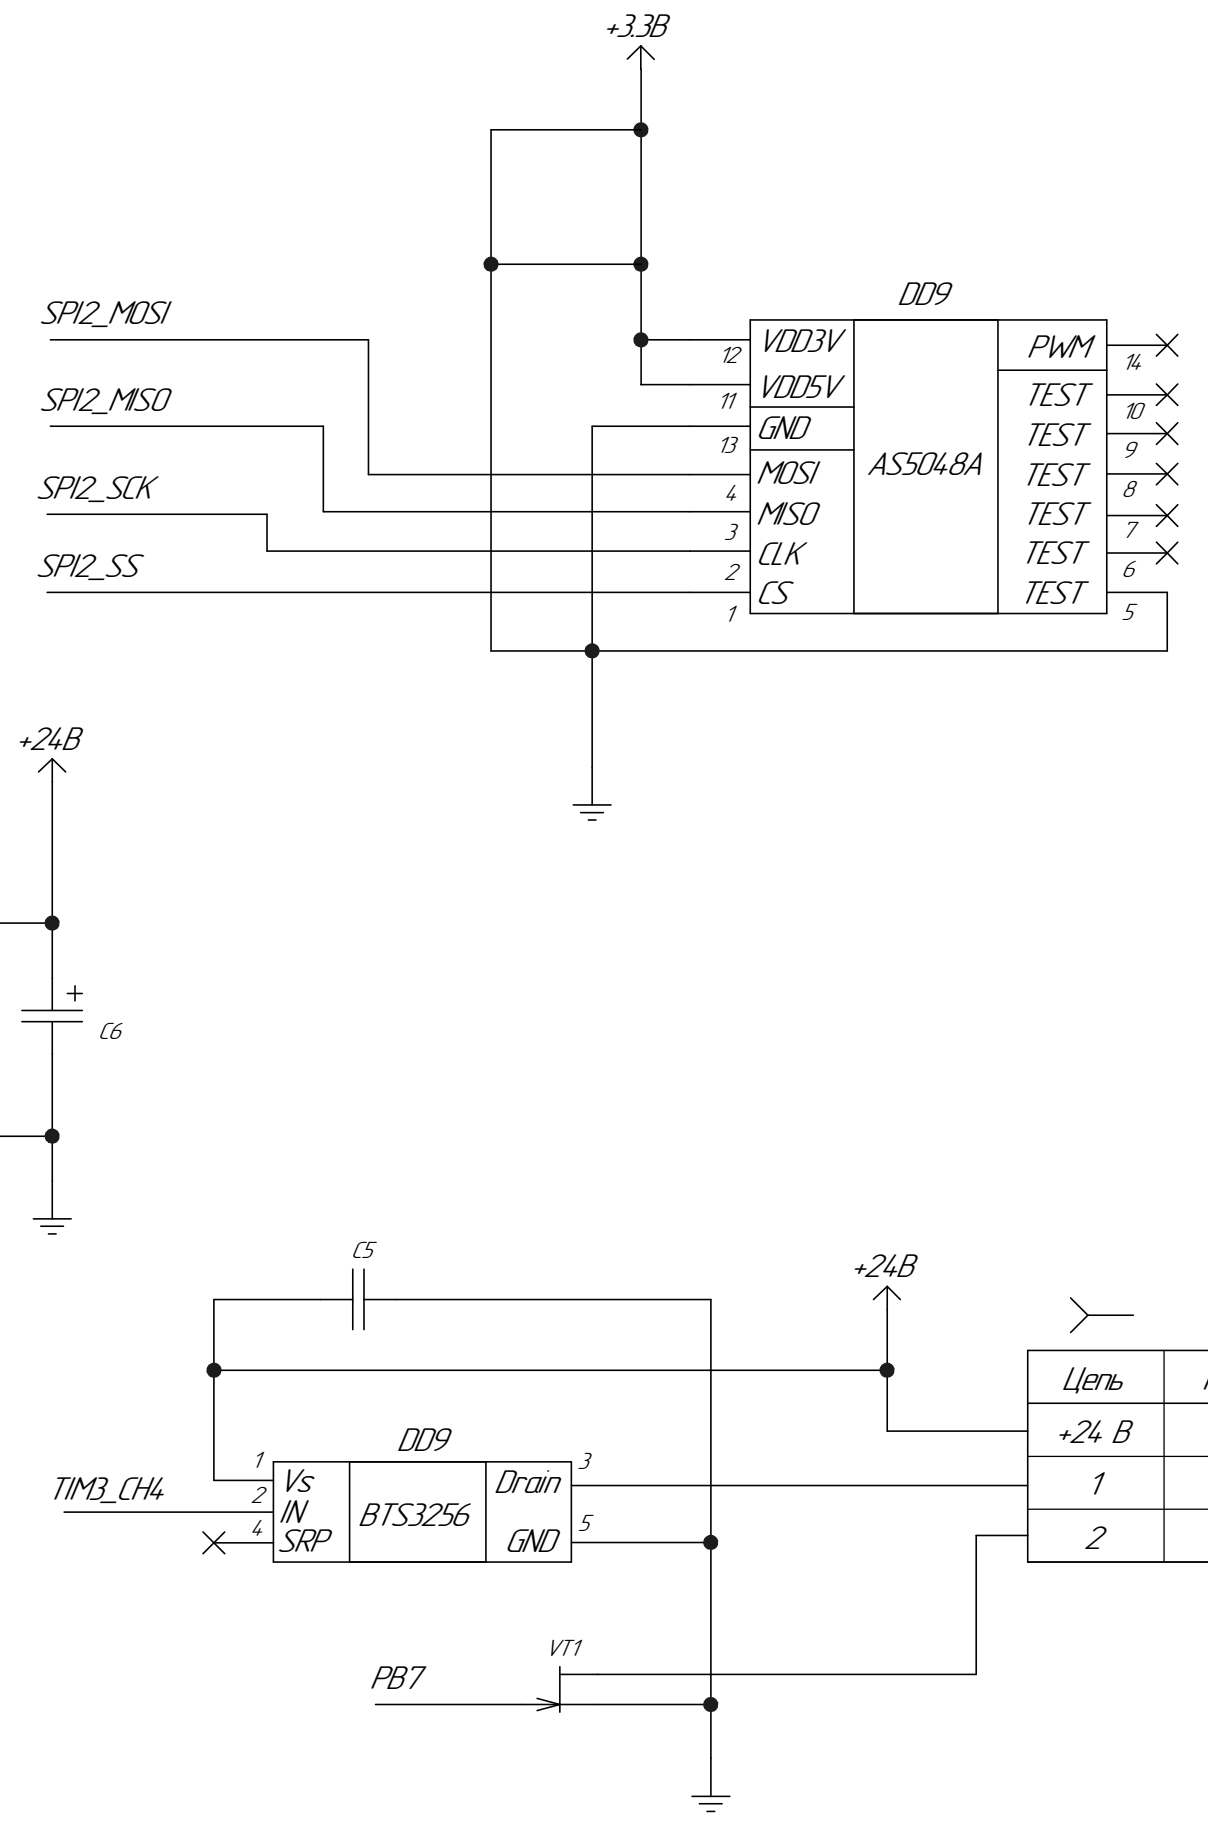 +3.3В
DD9
SPI2_MOSI
SPI2_MISO
SPI2_SCK
SPI2_SS
12 VDD3V
11 VDD5V
13 GND
4 MOSI
3 MISO
2 CLK
1 CS
AS5048A
PWM 14
TEST 10
TEST 9
TEST 8
TEST 7
TEST 6
TEST 5
+24В
+
C6
C5
+24В
Цепь
+24 В
1
2
DD9
TIM3_CH4
1 Vs
2 IN
4 SRP
BTS3256
Drain 3
GND 5
VT1
PB7